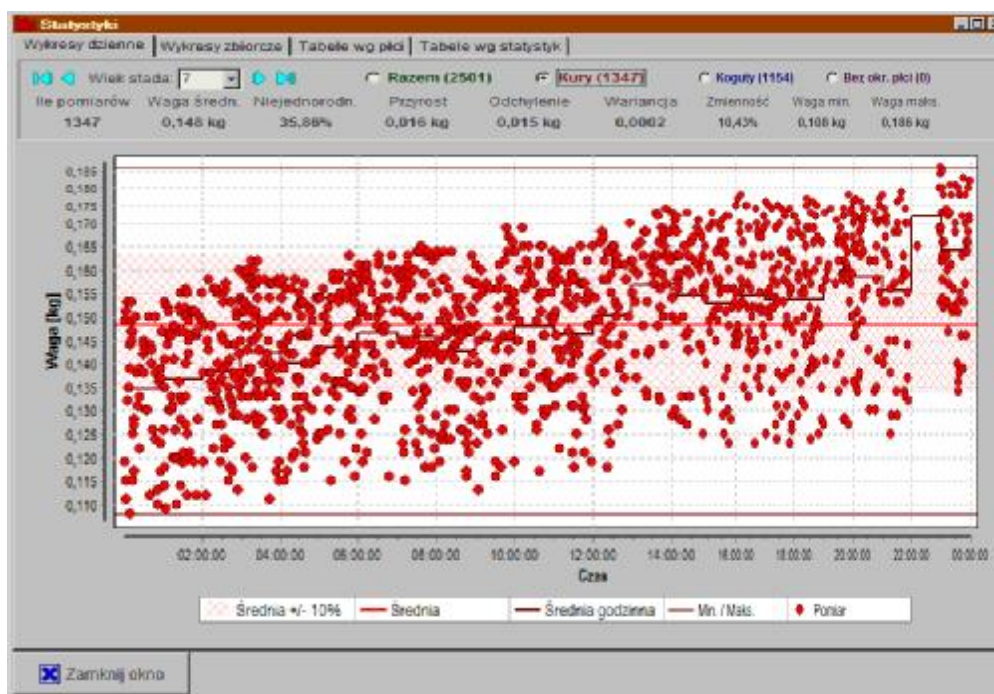 Statystyki
Wykresy dzienne Wykresy zbiorcze Tabele wg płci Tabele wg statystyk
Wiek stada: 7 Razem (2501) Kury (1347) Koguty (1154) Bez okr. płci (0)
Ile pomiarów Waga średn. Niejednorodn. Przyrost Odchylenie Wariancja Zmienność Waga min. Waga maks.
1347 0,148 kg 35,86% 0,016 kg 0,015 kg 0,0002 10,43% 0,108 kg 0,186 kg
0,185
0,180
0,175
0,170
0,165
0,160
0,155
0,150
0,145
0,140
0,135
0,130
0,125
0,120
0,115
0,110
Waga [kg]
02:00:00 04:00:00 06:00:00 08:00:00 10:00:00 12:00:00 14:00:00 16:00:00 18:00:00 20:00:00 22:00:00 00:00:00
Czas
Średnia +/- 10% Średnia Średnia godzinna Min. / Maks. Pomiar
Zamknij okno